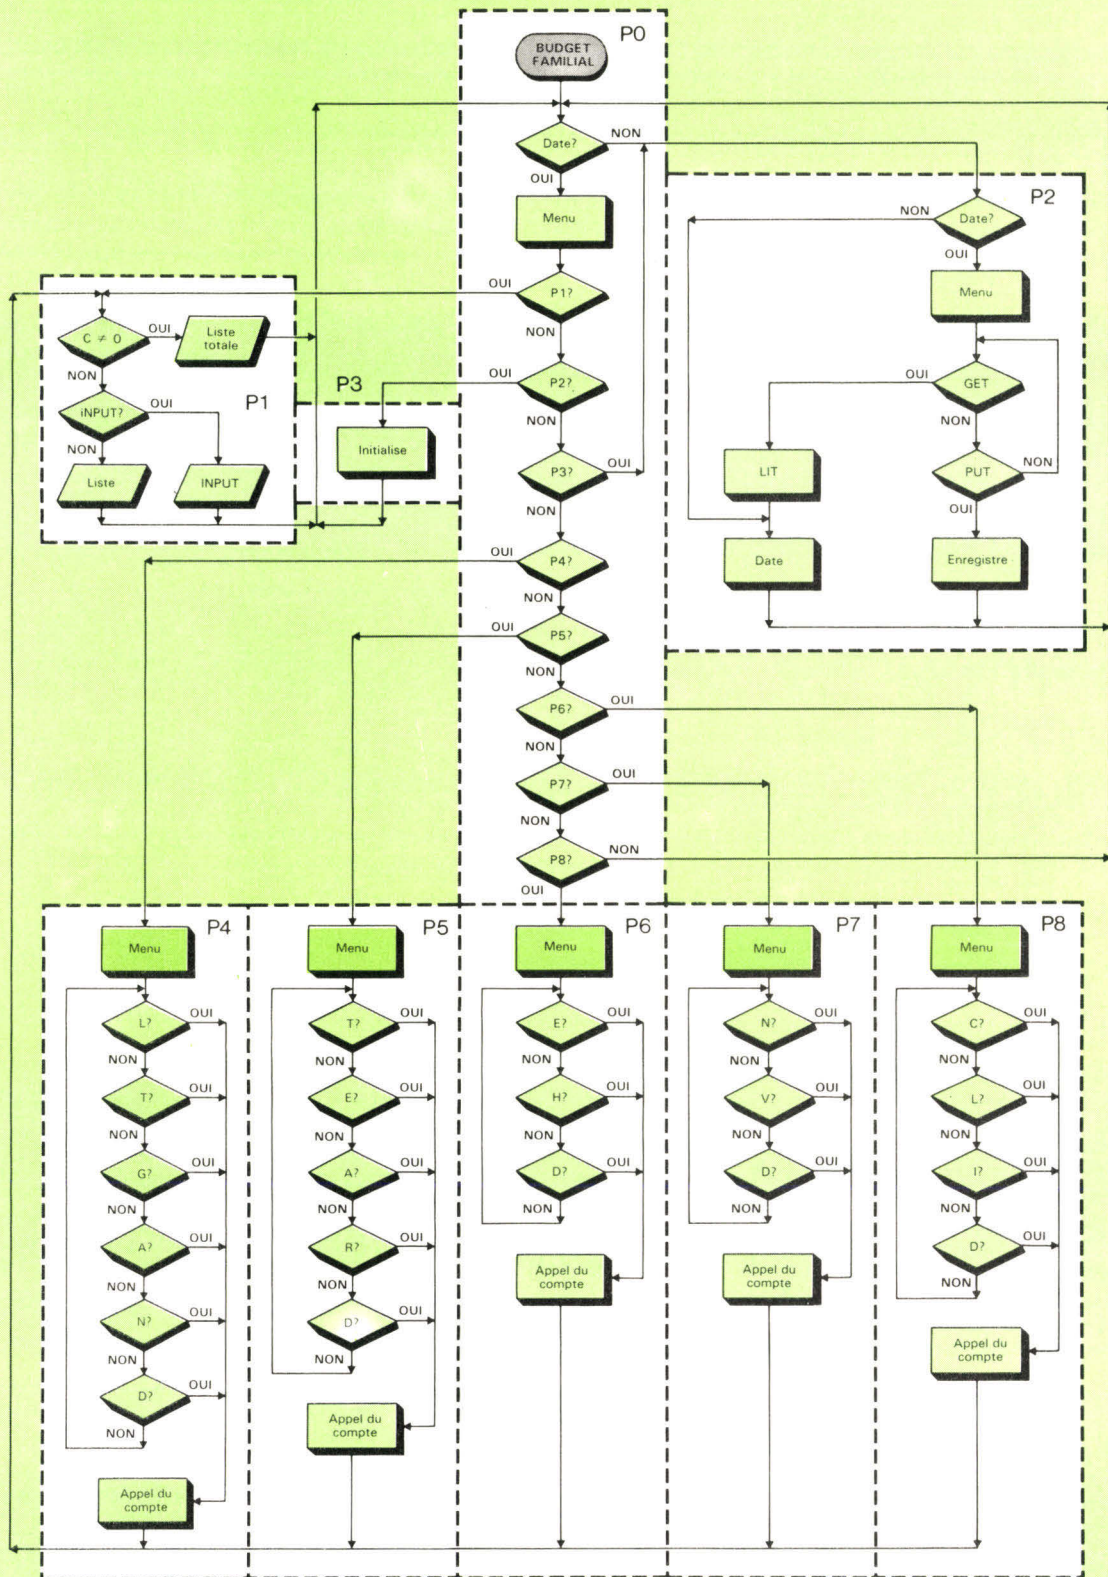 P0
BUDGET
FAMILIAL
Date?
NON
OUI
Menu
P1?
OUI
NON
P2?
OUI
NON
P3?
OUI
NON
P4?
OUI
NON
P5?
OUI
NON
P6?
OUI
NON
P7?
OUI
NON
P8?
NON
OUI
P1
C ≠ 0
OUI
Liste
totale
NON
iNPUT?
OUI
NON
Liste
INPUT
P3
Initialise
P2
Date?
NON
OUI
Menu
GET
OUI
NON
LIT
PUT
NON
OUI
Date
Enregistre
P4
Menu
L?
OUI
NON
T?
OUI
NON
G?
OUI
NON
A?
OUI
NON
N?
OUI
NON
D?
OUI
NON
Appel du
compte
P5
Menu
T?
OUI
NON
E?
OUI
NON
A?
OUI
NON
R?
OUI
NON
D?
OUI
NON
Appel du
compte
P6
Menu
E?
OUI
NON
H?
OUI
NON
D?
OUI
NON
Appel du
compte
P7
Menu
N?
OUI
NON
V?
OUI
NON
D?
OUI
NON
Appel du
compte
P8
Menu
C?
OUI
NON
L?
OUI
NON
I?
OUI
NON
D?
OUI
NON
Appel du
compte